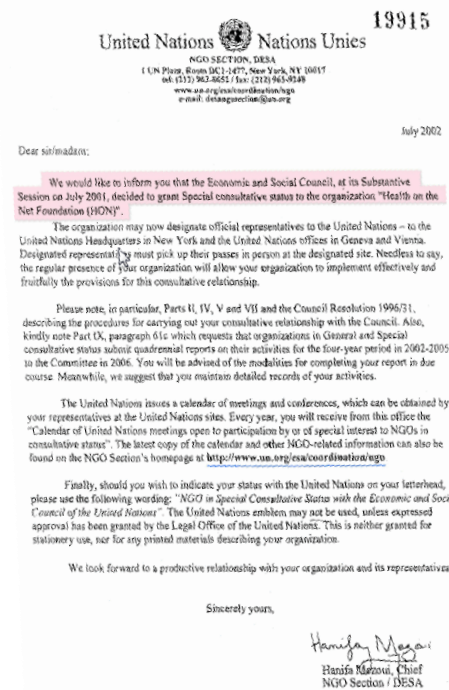 19915
United Nations Nations Unies
NGO SECTION, DESA
1 UN Plaza, Room DC1-1477, New York, NY 10017
tel: (212) 963-8652 / fax: (212) 963-9248
www.un.org/esa/coordination/ngo
e-mail: desangosection@un.org
July 2002
Dear sir/madam:
We would like to inform you that the Economic and Social Council, at its Substantive
Session on July 2001, decided to grant Special consultative status to the organization "Health on the
Net Foundation (HON)".
The organization may now designate official representatives to the United Nations – to the
United Nations Headquarters in New York and the United Nations offices in Geneva and Vienna.
Designated representatives must pick up their passes in person at the designated site. Needless to say,
the regular presence of your organization will allow your organization to implement effectively and
fruitfully the provisions for this consultative relationship.
Please note, in particular, Parts II, IV, V and VII and the Council Resolution 1996/31,
describing the procedures for carrying out your consultative relationship with the Council. Also,
kindly note Part IX, paragraph 61c which requests that organizations in General and Special
consultative status submit quadrennial reports on their activities for the four-year period in 2002-2005
to the Committee in 2006. You will be advised of the modalities for completing your report in due
course. Meanwhile, we suggest that you maintain detailed records of your activities.
The United Nations issues a calendar of meetings and conferences, which can be obtained by
your representatives at the United Nations sites. Every year, you will receive from this office the
"Calendar of United Nations meetings open to participation by or of special interest to NGOs in
consultative status". The latest copy of the calendar and other NGO-related information can also be
found on the NGO Section's homepage at http://www.un.org/esa/coordination/ngo
Finally, should you wish to indicate your status with the United Nations on your letterhead,
please use the following wording: "NGO in Special Consultative Status with the Economic and Soci
Council of the United Nations". The United Nations emblem may not be used, unless expressed
approval has been granted by the Legal Office of the United Nations. This is neither granted for
stationery use, nor for any printed materials describing your organization.
We look forward to a productive relationship with your organization and its representatives
Sincerely yours,
Hanifa Mezoui, Chief
NGO Section / DESA